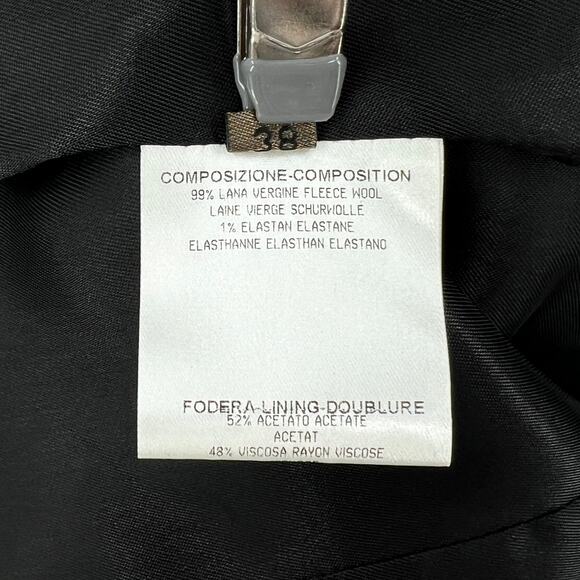 38
COMPOSIZIONE-COMPOSITION
99% LANA VERGINE FLEECE WOOL
LAINE VIERGE SCHURWOLLE
1% ELASTAN ELASTANE
ELASTHANNE ELASTHAN ELASTANO
FODERA-LINING-DOUBLURE
52% ACETATO ACETATE
ACETAT
48% VISCOSA RAYON VISCOSE